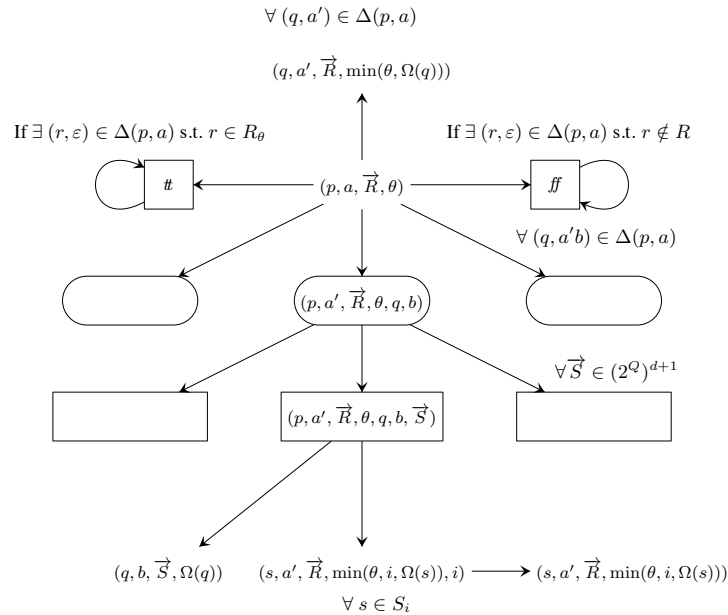 ∀ (q, a′) ∈ Δ(p, a)
(q, a′, R⃗, min(θ, Ω(q)))
If ∃ (r, ε) ∈ Δ(p, a) s.t. r ∈ R_θ
If ∃ (r, ε) ∈ Δ(p, a) s.t. r ∉ R
tt
(p, a, R⃗, θ)
ff
∀ (q, a′b) ∈ Δ(p, a)
(p, a′, R⃗, θ, q, b)
∀S⃗ ∈ (2^Q)^{d+1}
(p, a′, R⃗, θ, q, b, S⃗)
(q, b, S⃗, Ω(q))
(s, a′, R⃗, min(θ, i, Ω(s)), i)
(s, a′, R⃗, min(θ, i, Ω(s)))
∀ s ∈ S_i